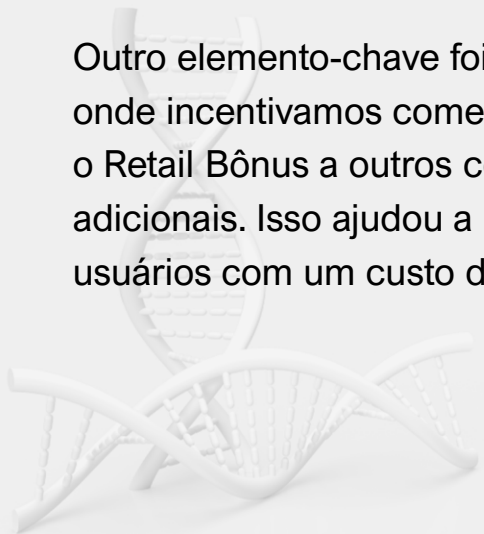 Outro elemento-chave foi
onde incentivamos come
o Retail Bônus a outros c
adicionais. Isso ajudou a
usuários com um custo d